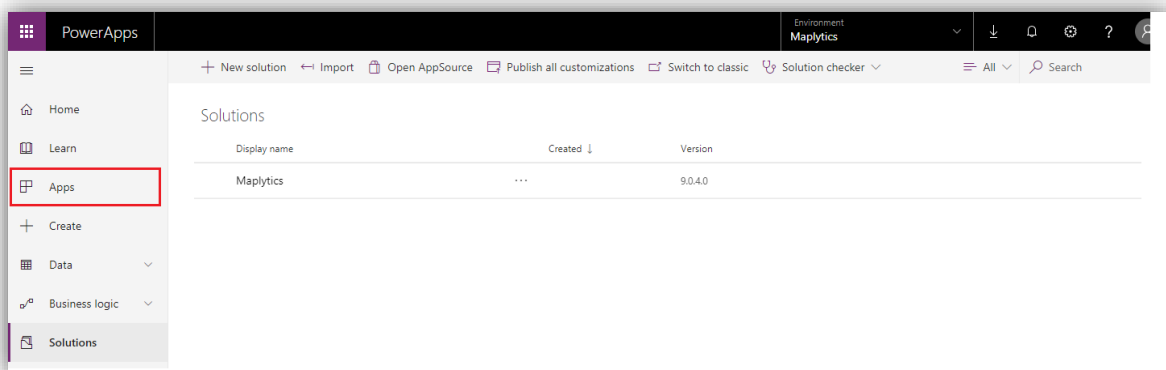 PowerApps
Environment
Maplytics
?
New solution Import Open AppSource Publish all customizations Switch to classic Solution checker All Search
Home
Learn
Apps
Create
Data
Business logic
Solutions
Solutions
Display name Created ↓ Version
Maplytics ... 9.0.4.0